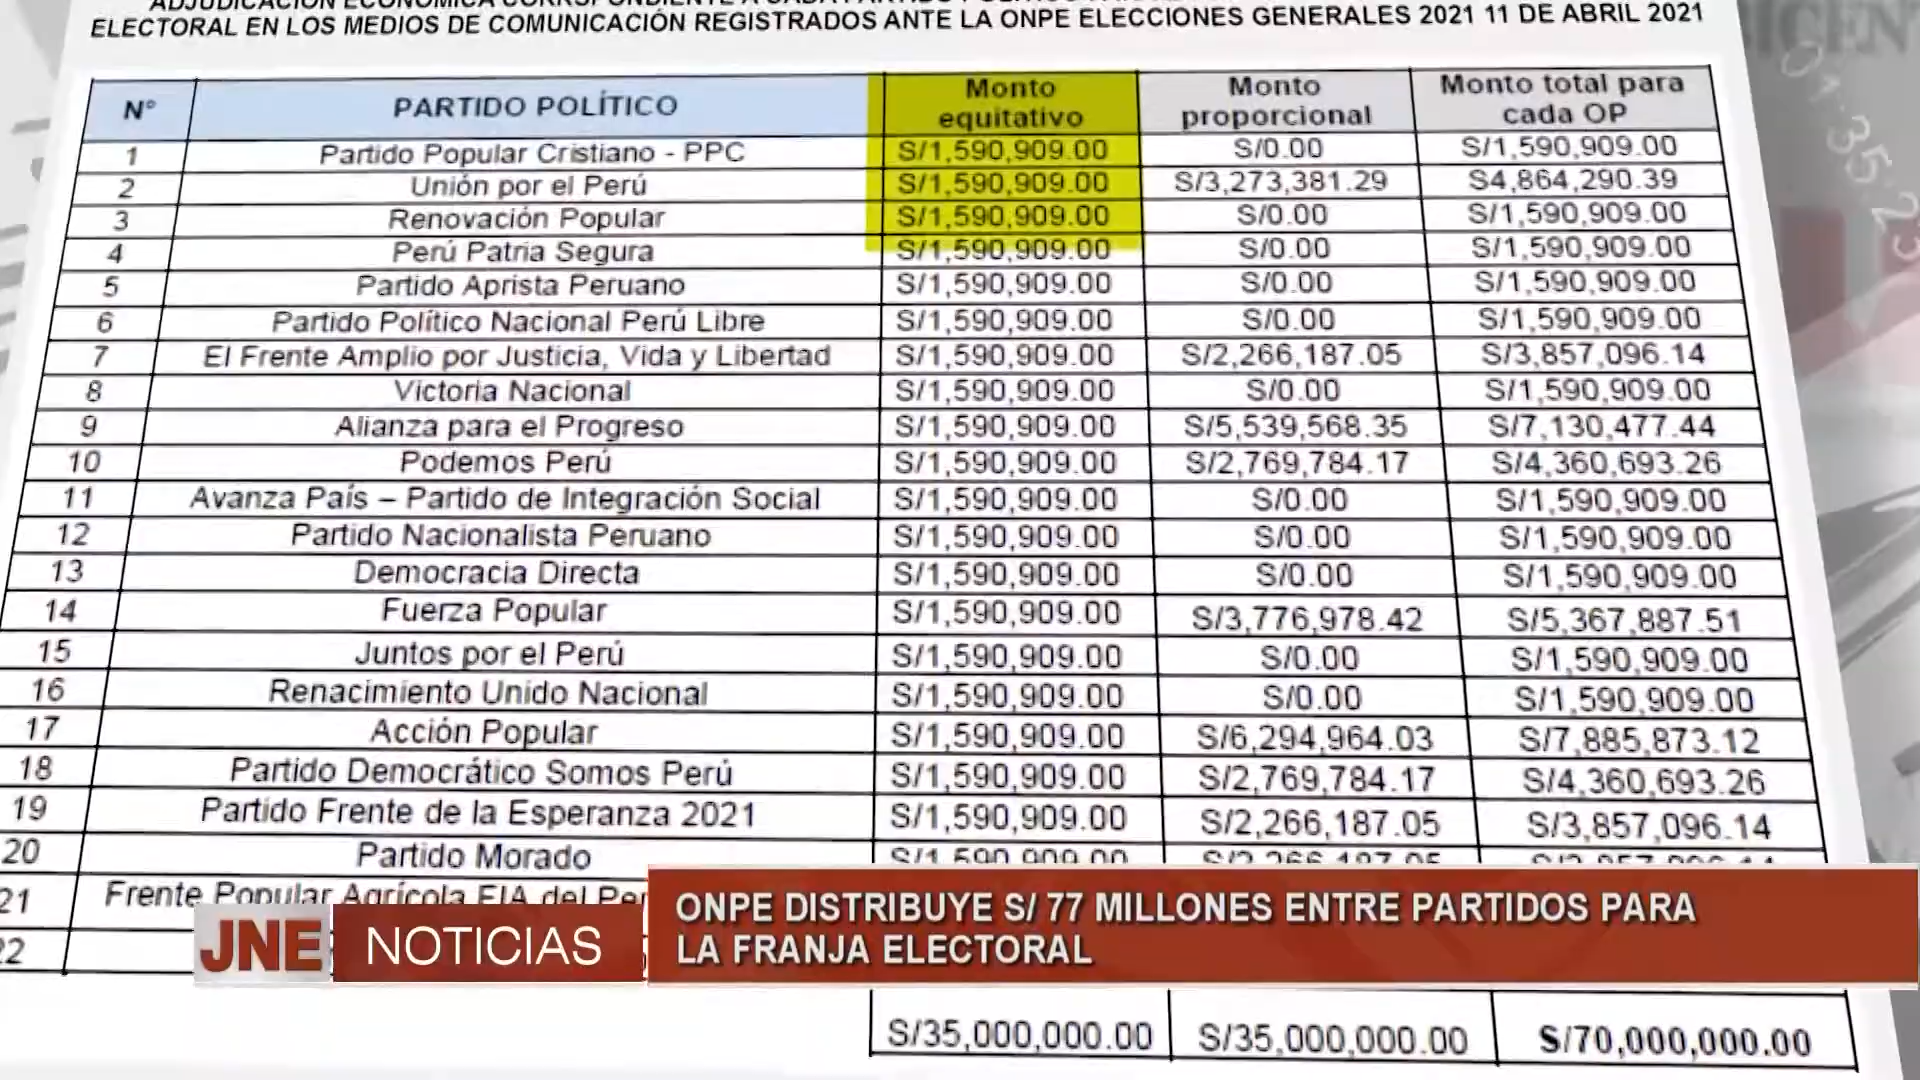 ADJUDICACIÓN ECONÓMICA CORRESPONDIENTE A CADA PARTIDO
ELECTORAL EN LOS MEDIOS DE COMUNICACIÓN REGISTRADOS ANTE LA ONPE ELECCIONES GENERALES 2021 11 DE ABRIL 2021
N° PARTIDO POLÍTICO Monto equitativo Monto proporcional Monto total para cada OP
1 Partido Popular Cristiano - PPC S/1,590,909.00 S/0.00 S/1,590,909.00
2 Unión por el Perú S/1,590,909.00 S/3,273,381.29 S4,864,290.39
3 Renovación Popular S/1,590,909.00 S/0.00 S/1,590,909.00
4 Perú Patria Segura S/1,590,909.00 S/0.00 S/1,590,909.00
5 Partido Aprista Peruano S/1,590,909.00 S/0.00 S/1,590,909.00
6 Partido Político Nacional Perú Libre S/1,590,909.00 S/0.00 S/1,590,909.00
7 El Frente Amplio por Justicia, Vida y Libertad S/1,590,909.00 S/2,266,187.05 S/3,857,096.14
8 Victoria Nacional S/1,590,909.00 S/0.00 S/1,590,909.00
9 Alianza para el Progreso S/1,590,909.00 S/5,539,568.35 S/7,130,477.44
10 Podemos Perú S/1,590,909.00 S/2,769,784.17 S/4,360,693.26
11 Avanza País – Partido de Integración Social S/1,590,909.00 S/0.00 S/1,590,909.00
12 Partido Nacionalista Peruano S/1,590,909.00 S/0.00 S/1,590,909.00
13 Democracia Directa S/1,590,909.00 S/0.00 S/1,590,909.00
14 Fuerza Popular S/1,590,909.00 S/3,776,978.42 S/5,367,887.51
15 Juntos por el Perú S/1,590,909.00 S/0.00 S/1,590,909.00
16 Renacimiento Unido Nacional S/1,590,909.00 S/0.00 S/1,590,909.00
17 Acción Popular S/1,590,909.00 S/6,294,964.03 S/7,885,873.12
18 Partido Democrático Somos Perú S/1,590,909.00 S/2,769,784.17 S/4,360,693.26
19 Partido Frente de la Esperanza 2021 S/1,590,909.00 S/2,266,187.05 S/3,857,096.14
20 Partido Morado S/1,590,909.00 S/2,266,187.05
21 Frente Popular Agrícola FIA del
22
S/35,000,000.00 S/35,000,000.00 S/70,000,000.00
JNE NOTICIAS
ONPE DISTRIBUYE S/ 77 MILLONES ENTRE PARTIDOS PARA
LA FRANJA ELECTORAL